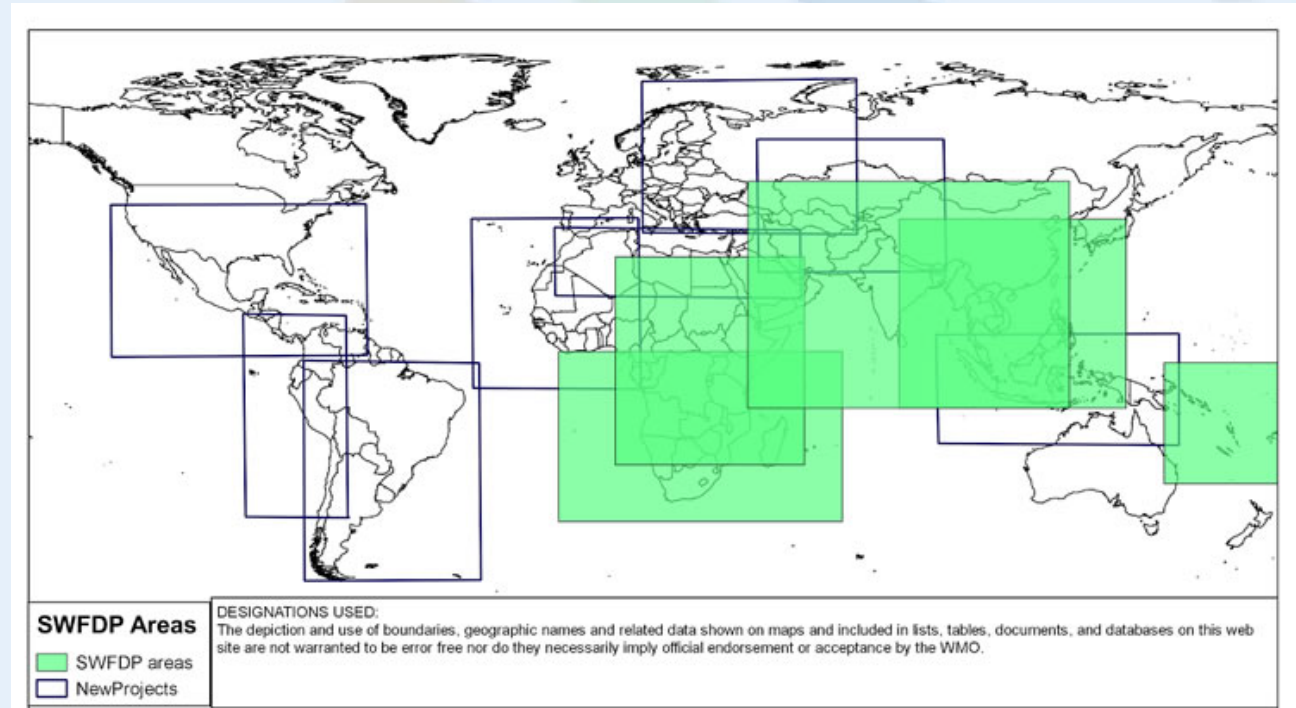 SWFDP Areas
SWFDP areas
NewProjects
DESIGNATIONS USED:
The depiction and use of boundaries, geographic names and related data shown on maps and included in lists, tables, documents, and databases on this web
site are not warranted to be error free nor do they necessarily imply official endorsement or acceptance by the WMO.